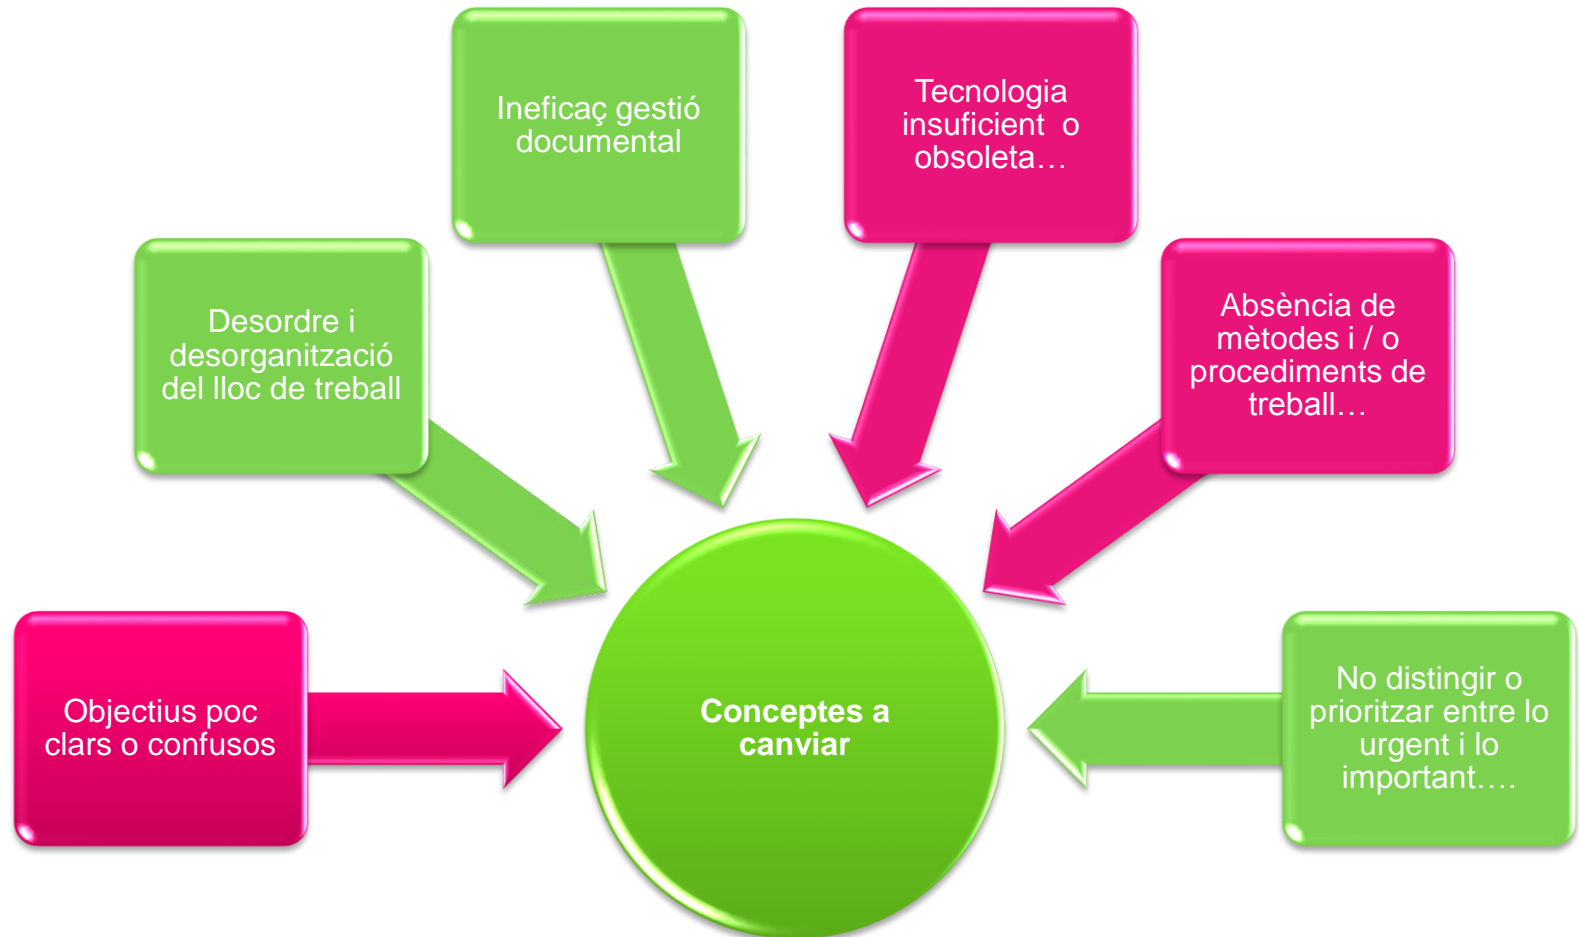 Ineficaç gestió
documental
Tecnologia
insuficient o
obsoleta…
Desordre i
desorganització
del lloc de treball
Absència de
mètodes i / o
procediments de
treball…
Objectius poc
clars o confusos
Conceptes a
canviar
No distingir o
prioritzar entre lo
urgent i lo
important….